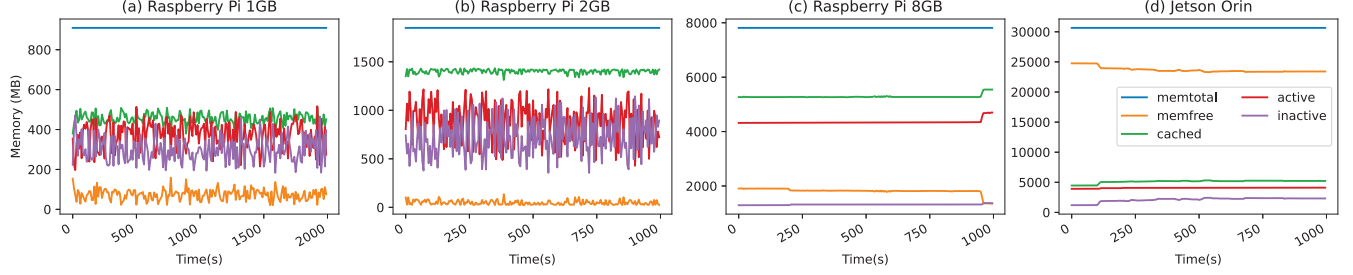 (a) Raspberry Pi 1GB
Memory (MB)
800
600
400
200
0
0 500 1000 1500 2000
Time(s)
(b) Raspberry Pi 2GB
1500
1000
500
0
0 250 500 750 1000
Time(s)
(c) Raspberry Pi 8GB
8000
6000
4000
2000
0 250 500 750 1000
Time(s)
(d) Jetson Orin
30000
25000
20000
15000
10000
5000
0
memtotal
memfree
cached
active
inactive
0 250 500 750 1000
Time(s)